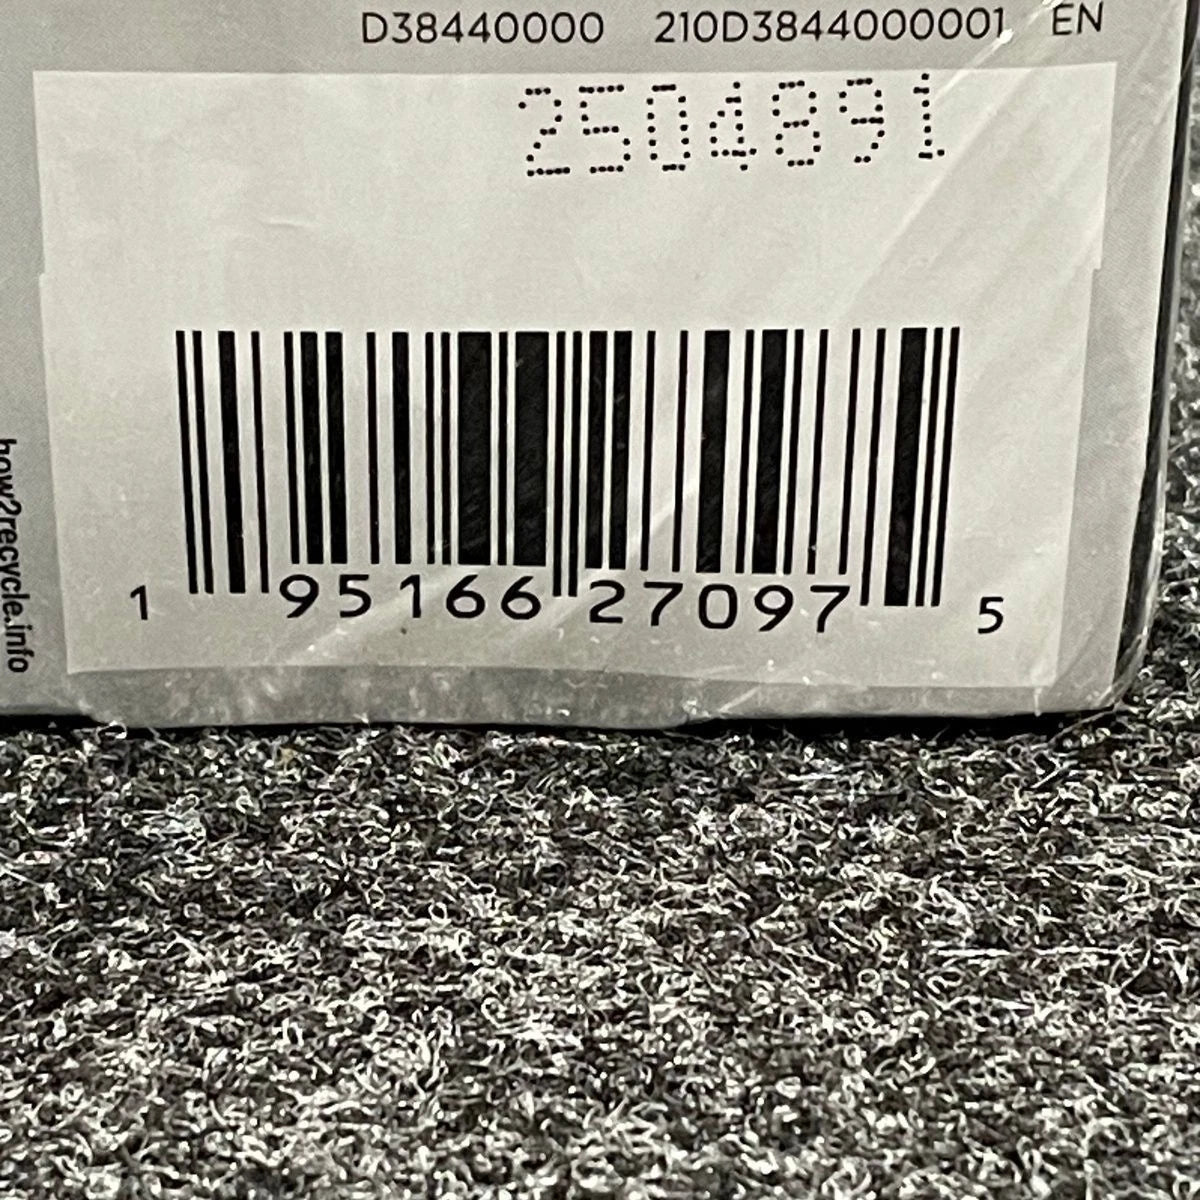 D38440000 210D3844000001 EN
2504891
1 95166 27097 5
how2recycle.info